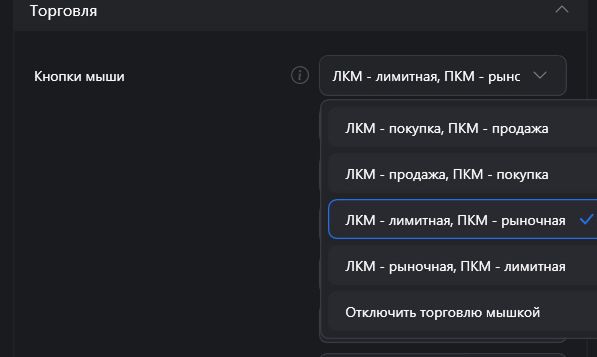 Торговля
Кнопки мыши
ЛКМ - лимитная, ПКМ - рынс
ЛКМ - покупка, ПКМ - продажа
ЛКМ - продажа, ПКМ - покупка
ЛКМ - лимитная, ПКМ - рыночная
ЛКМ - рыночная, ПКМ - лимитная
Отключить торговлю мышкой